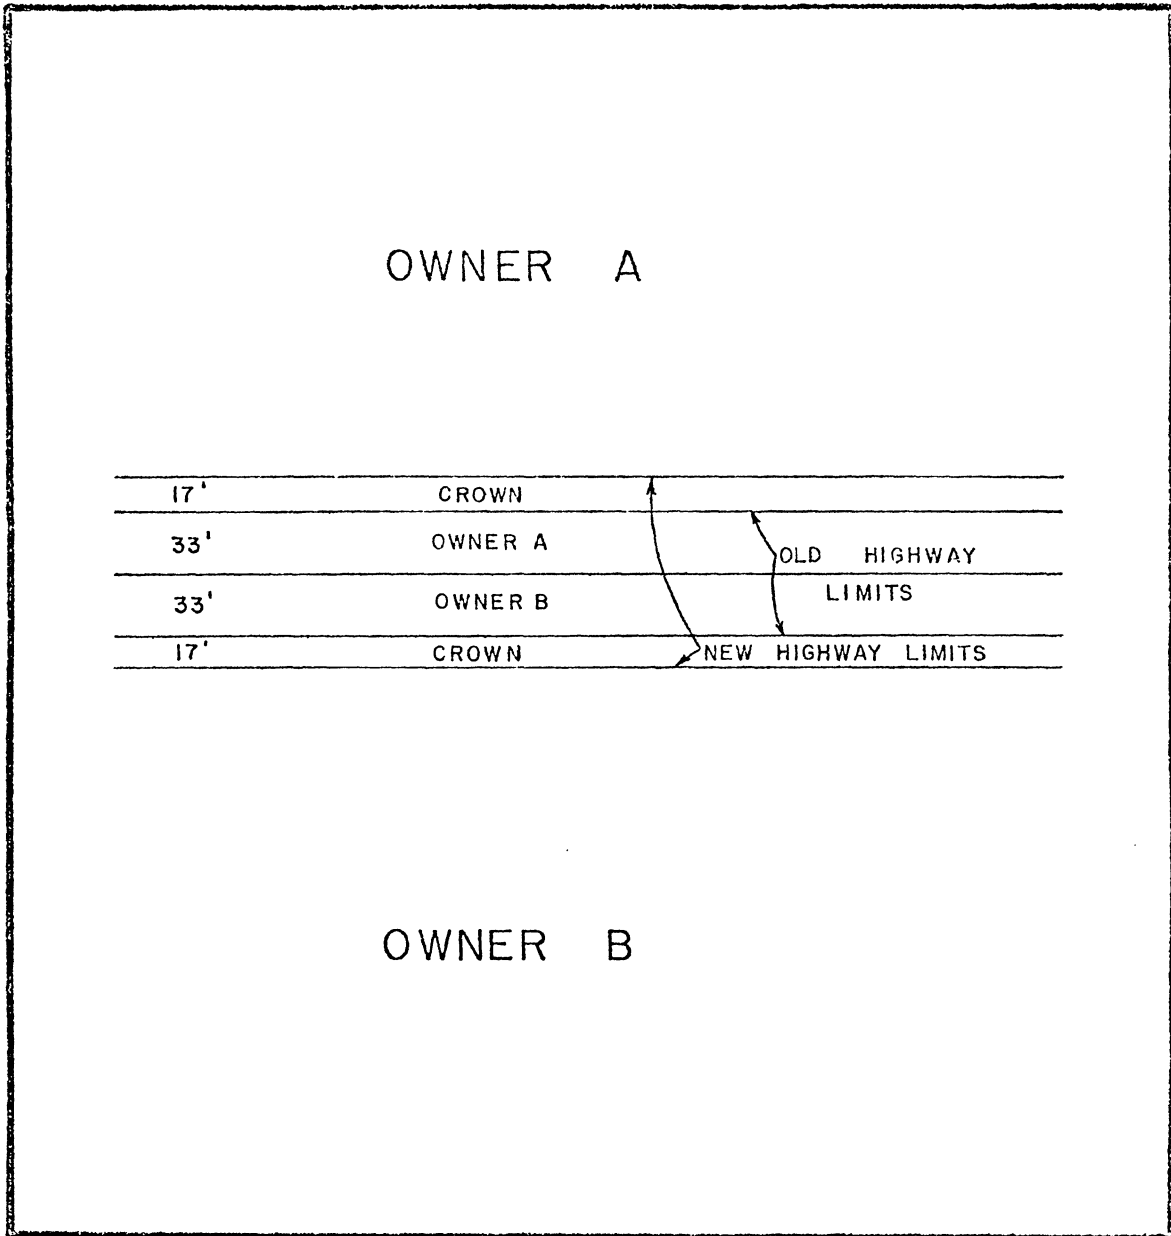 OWNER A
17' CROWN
33' OWNER A
OLD HIGHWAY
LIMITS
33' OWNER B
17' CROWN
NEW HIGHWAY LIMITS
OWNER B